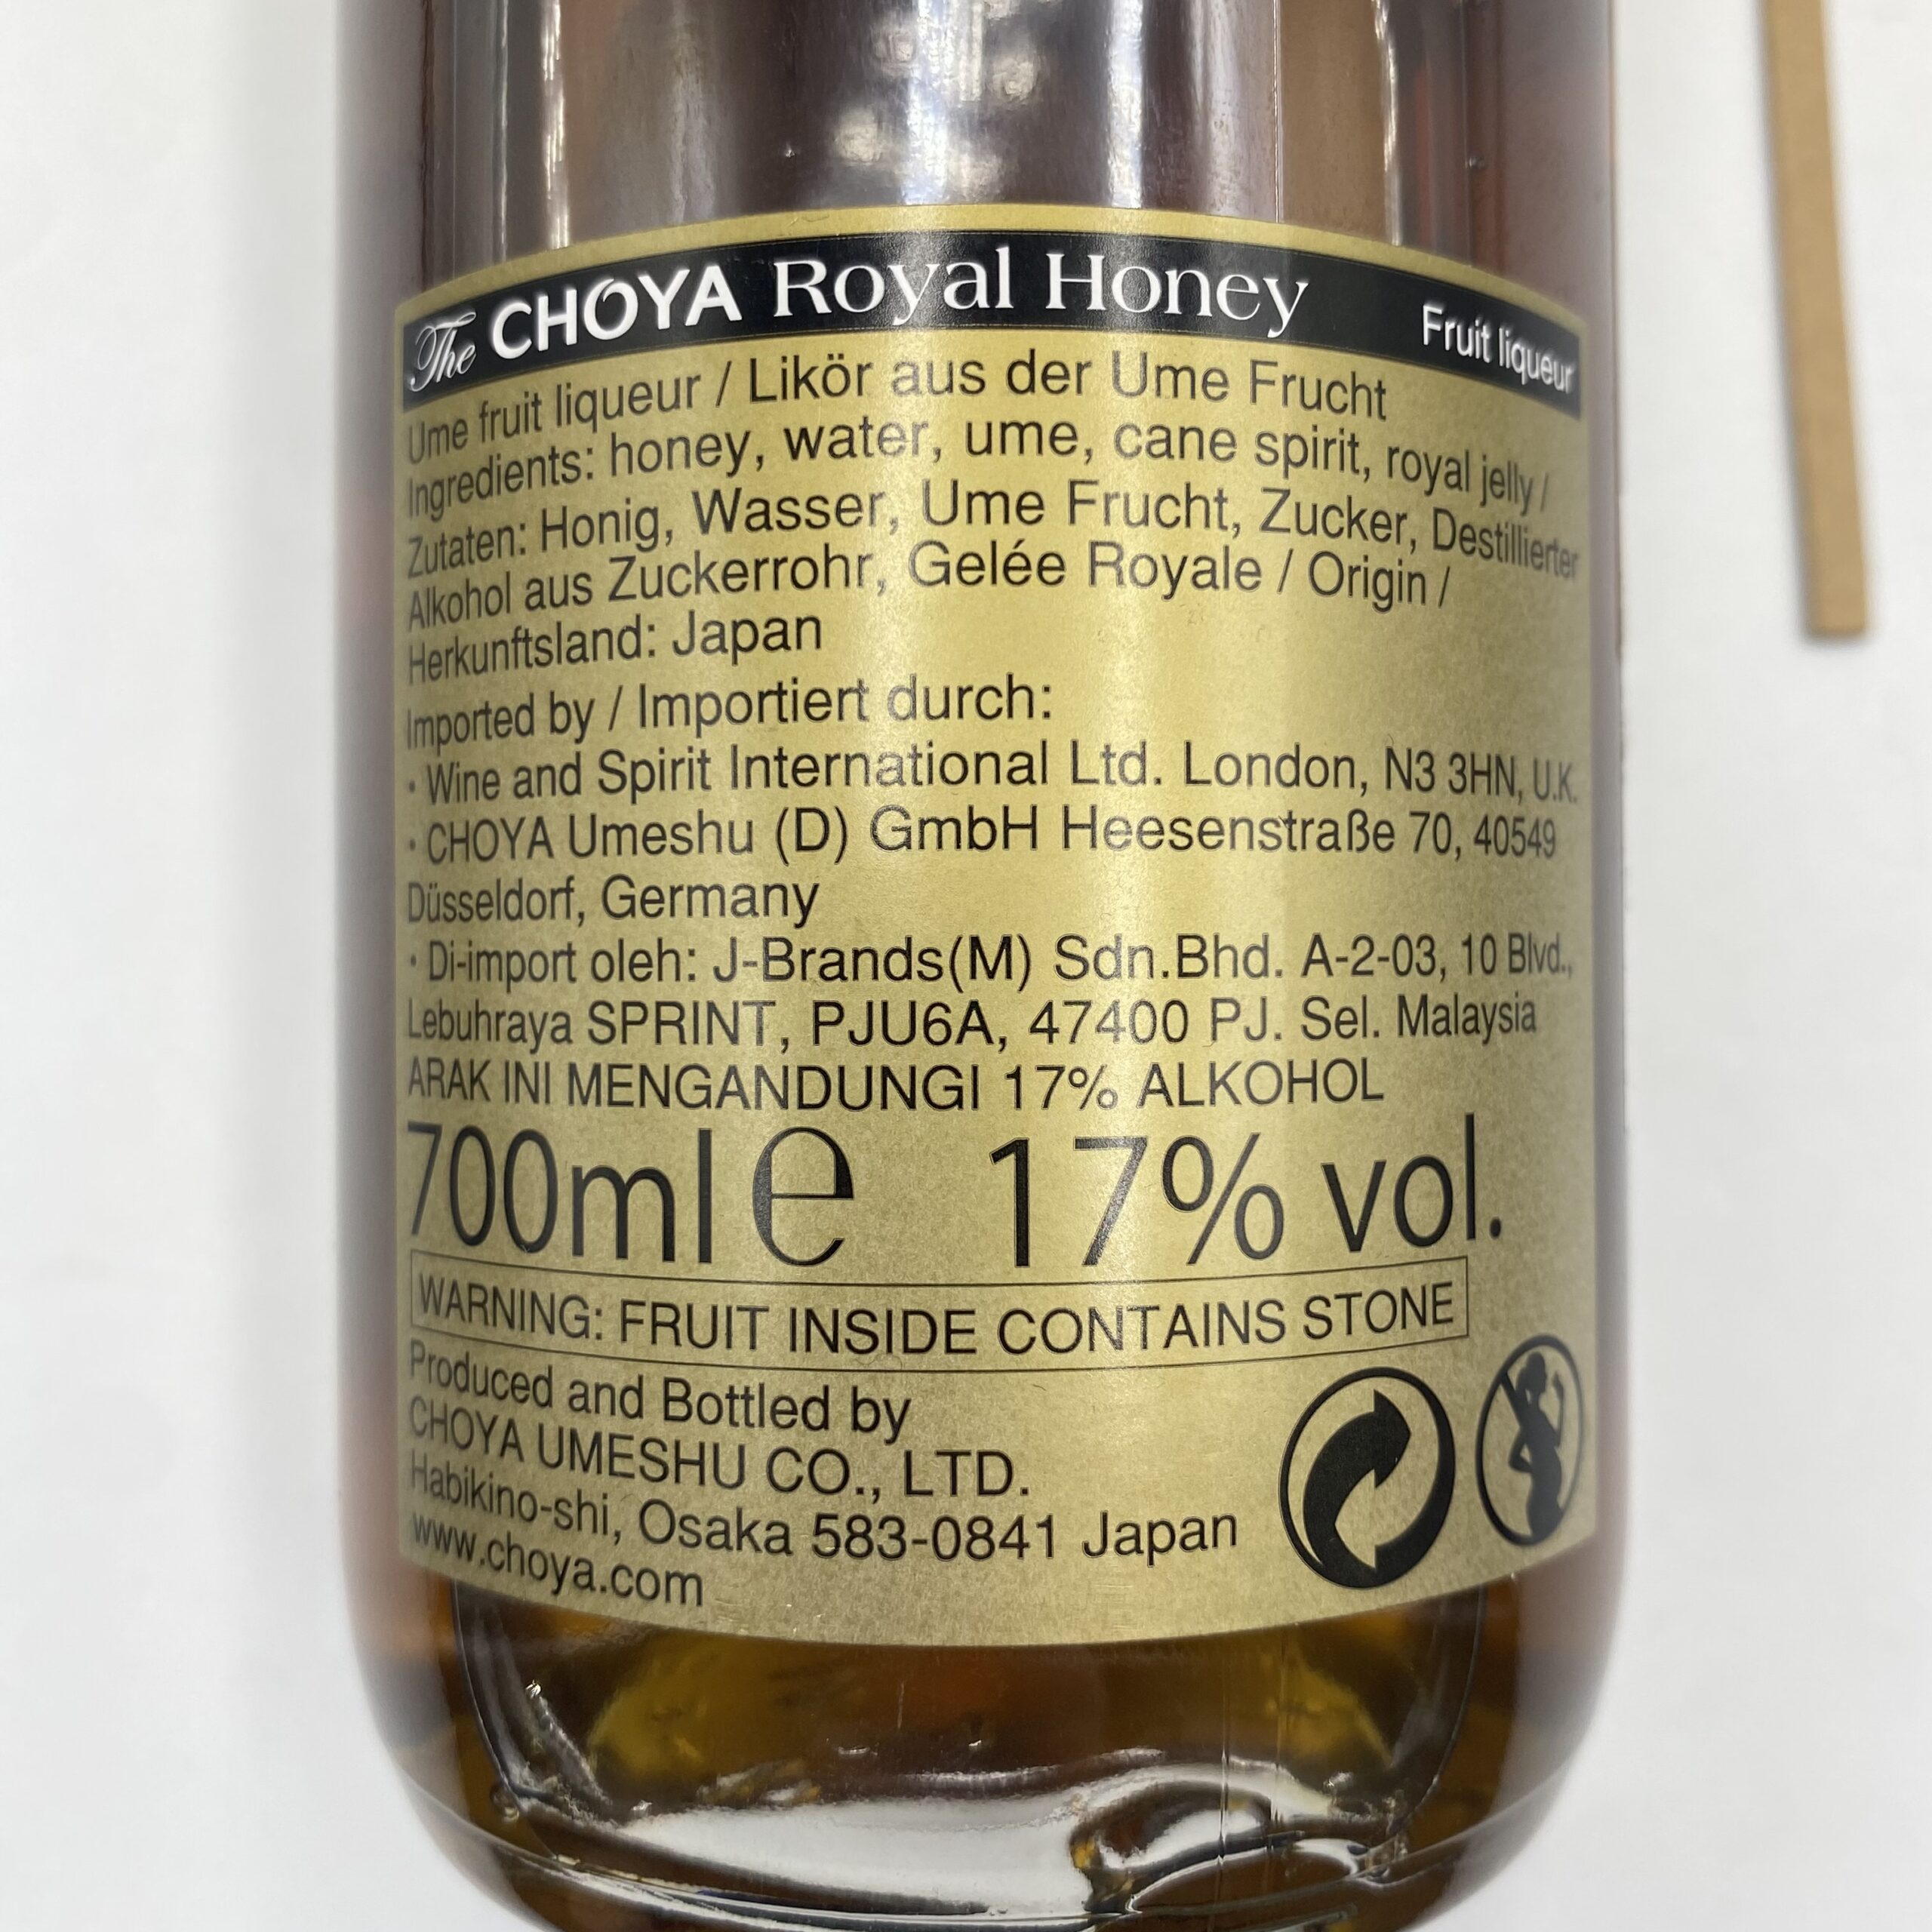 The CHOYA Royal Honey Fruit liqueur
Ume fruit liqueur / Likör aus der Ume Frucht
Ingredients: honey, water, ume, cane spirit, royal jelly /
Zutaten: Honig, Wasser, Ume Frucht, Zucker, Destillierter
Alkohol aus Zuckerrohr, Gelée Royale / Origin /
Herkunftsland: Japan
Imported by / Importiert durch:
· Wine and Spirit International Ltd. London, N3 3HN, U.K.
· CHOYA Umeshu (D) GmbH Heesenstraße 70, 40549
Düsseldorf, Germany
· Di-import oleh: J-Brands(M) Sdn.Bhd. A-2-03, 10 Blvd.,
Lebuhraya SPRINT, PJU6A, 47400 PJ. Sel. Malaysia
ARAK INI MENGANDUNGI 17% ALKOHOL
700ml e 17% vol.
WARNING: FRUIT INSIDE CONTAINS STONE
Produced and Bottled by
CHOYA UMESHU CO., LTD.
Habikino-shi, Osaka 583-0841 Japan
www.choya.com